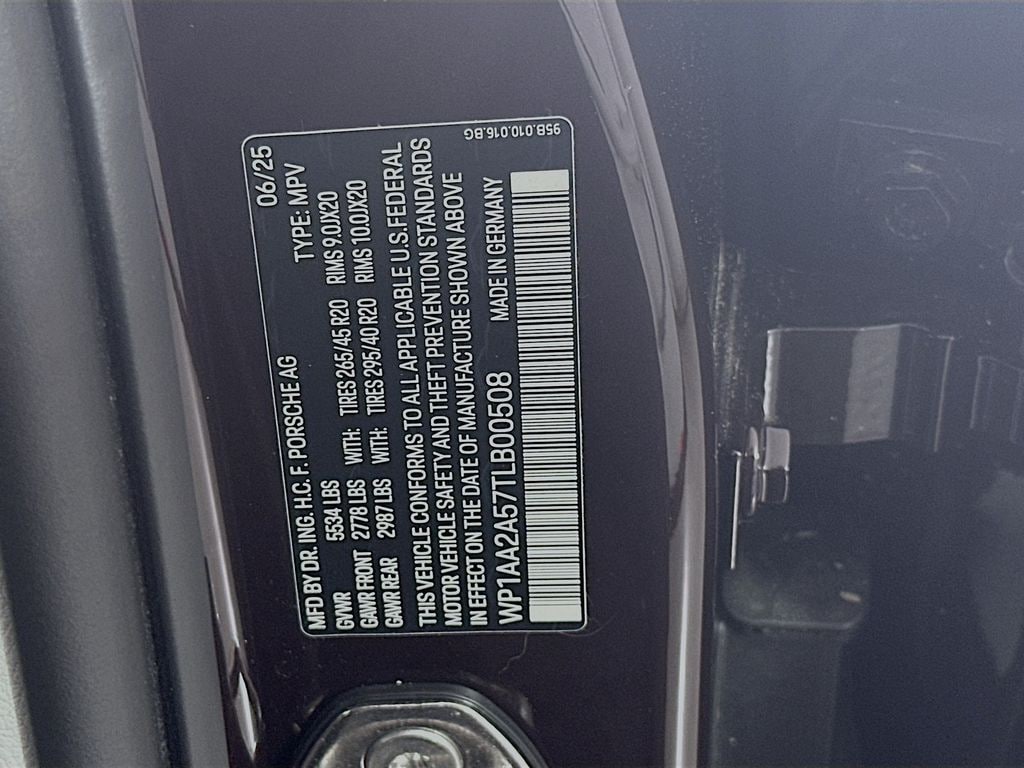 MFD BY DR. ING. H.C. F. PORSCHE AG 06/25
GVWR 5534 LBS TYPE: MPV
GAWR FRONT 2778 LBS WITH: TIRES 265/45 R20 RIMS 9.0JX20
GAWR REAR 2987 LBS WITH: TIRES 295/40 R20 RIMS 10.0JX20
THIS VEHICLE CONFORMS TO ALL APPLICABLE U.S.FEDERAL
MOTOR VEHICLE SAFETY AND THEFT PREVENTION STANDARDS
IN EFFECT ON THE DATE OF MANUFACTURE SHOWN ABOVE
WP1AA2A57TLB00508 MADE IN GERMANY
95B.010.016.BG